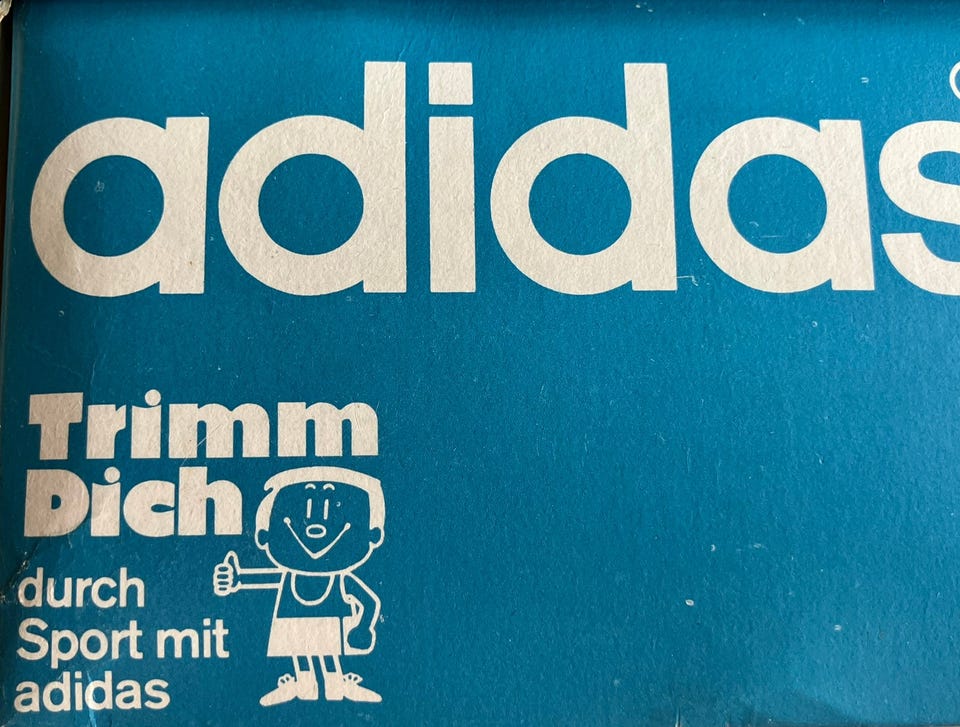 adidas
Trimm
Dich
durch
Sport mit
adidas